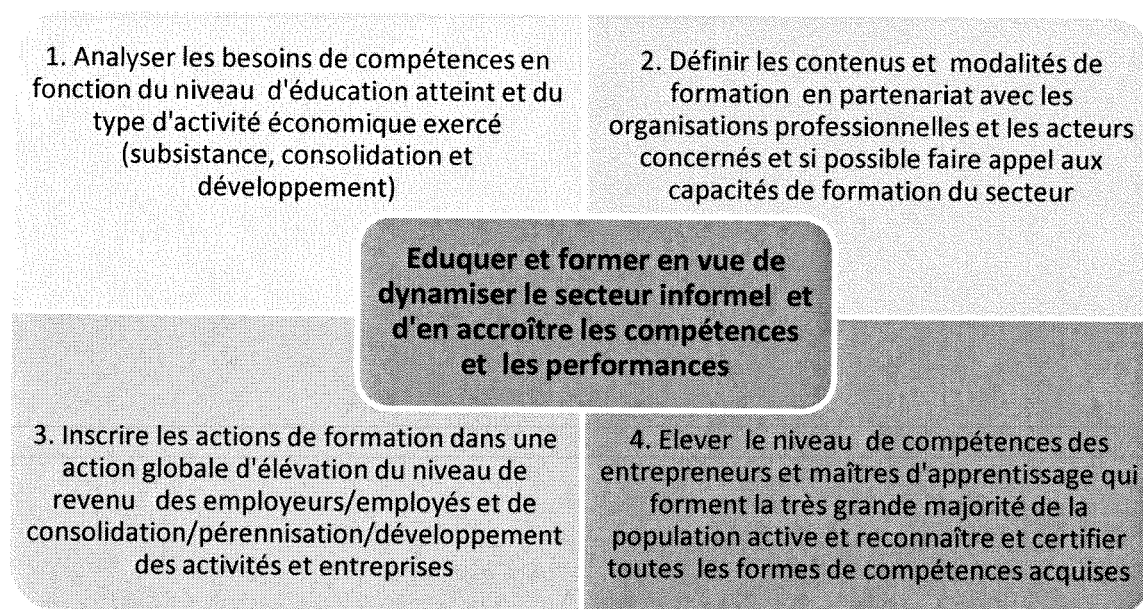 1. Analyser les besoins de compétences en
fonction du niveau d'éducation atteint et du
type d'activité économique exercé
(subsistance, consolidation et
développement)
2. Définir les contenus et modalités de
formation en partenariat avec les
organisations professionnelles et les acteurs
concernés et si possible faire appel aux
capacités de formation du secteur
Eduquer et former en vue de
dynamiser le secteur informel et
d'en accroître les compétences
et les performances
3. Inscrire les actions de formation dans une
action globale d'élévation du niveau de
revenu des employeurs/employés et de
consolidation/pérennisation/développement
des activités et entreprises
4. Elever le niveau de compétences des
entrepreneurs et maîtres d'apprentissage qui
forment la très grande majorité de la
population active et reconnaître et certifier
toutes les formes de compétences acquises